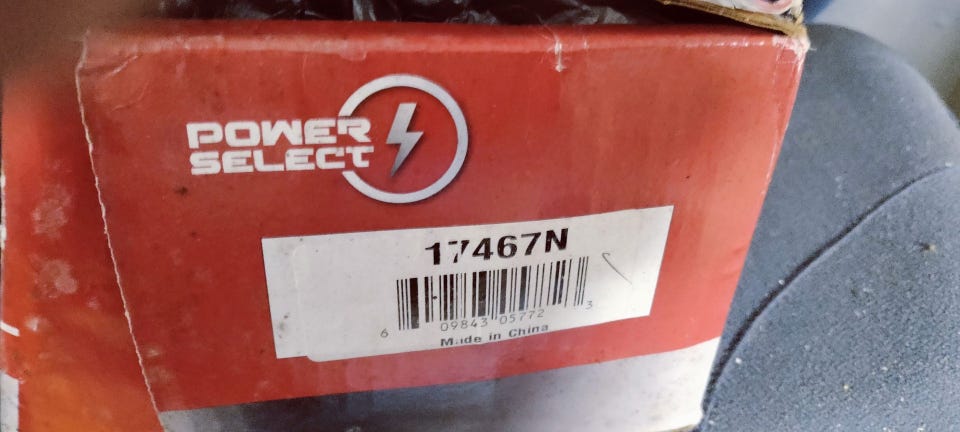 POWER
SELECT
17467N
6 09843 05772 3
Made in China